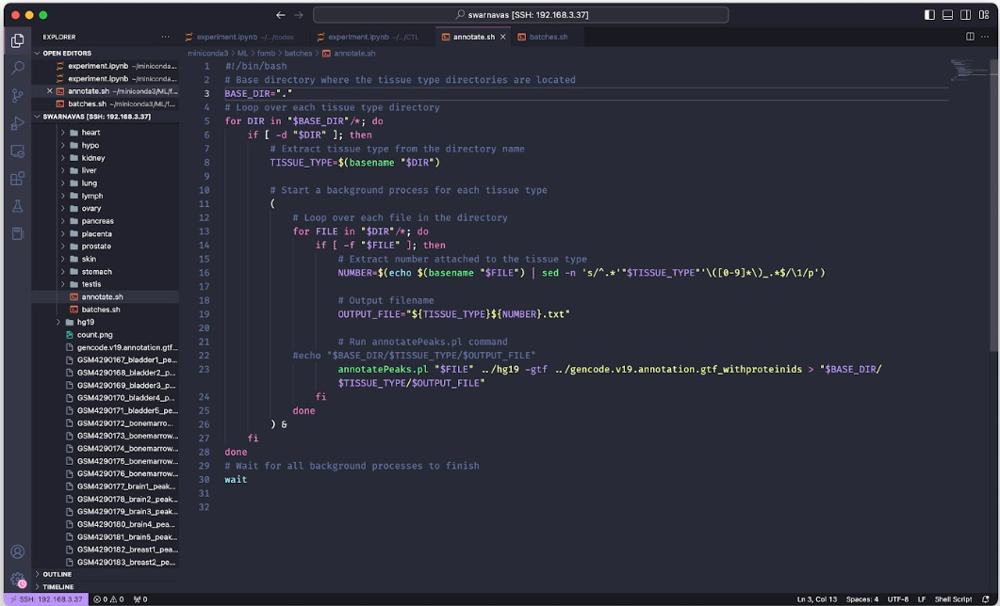 swarnavas [SSH: 192.168.3.37]
EXPLORER
OPEN EDITORS
experiment.ipynb ~/miniconda...
experiment.ipynb ~/miniconda...
annotate.sh ~/miniconda3/ML/f...
batches.sh ~/miniconda3/ML/f...
SWARNAVAS [SSH: 192.168.3.37]
heart
hypo
kidney
liver
lung
lymph
ovary
pancreas
placenta
prostate
skin
stomach
testis
annotate.sh
batches.sh
hg19
count.png
gencode.v19.annotation.gtf...
GSM4290167_bladder1_pe...
GSM4290168_bladder2_p...
GSM4290169_bladder3_p...
GSM4290170_bladder4_p...
GSM4290171_bladder5_pe...
GSM4290172_bonemarro...
GSM4290173_bonemarrow...
GSM4290174_bonemarrow...
GSM4290175_bonemarrow...
GSM4290176_bonemarrow...
GSM4290177_brain1_peak...
GSM4290178_brain2_peak...
GSM4290179_brain3_peak...
GSM4290180_brain4_pea...
GSM4290181_brain5_peak...
GSM4290182_breast1_pea...
GSM4290183_breast2_pe...
OUTLINE
TIMELINE
experiment.ipynb ~/.../codes
experiment.ipynb ~/.../CTL
annotate.sh
batches.sh
miniconda3 > ML > fomb > batches > annotate.sh
1 #!/bin/bash
2 # Base directory where the tissue type directories are located
3 BASE_DIR="."
4 # Loop over each tissue type directory
5 for DIR in "$BASE_DIR"/*; do
6 if [ -d "$DIR" ]; then
7 # Extract tissue type from the directory name
8 TISSUE_TYPE=$(basename "$DIR")
9
10 # Start a background process for each tissue type
11 (
12 # Loop over each file in the directory
13 for FILE in "$DIR"/*; do
14 if [ -f "$FILE" ]; then
15 # Extract number attached to the tissue type
16 NUMBER=$(echo $(basename "$FILE") | sed -n 's/^.*'"$TISSUE_TYPE"'\([0-9]*\)_.*$/\1/p')
17
18 # Output filename
19 OUTPUT_FILE="${TISSUE_TYPE}${NUMBER}.txt"
20
21 # Run annotatePeaks.pl command
22 #echo "$BASE_DIR/$TISSUE_TYPE/$OUTPUT_FILE"
23 annotatePeaks.pl "$FILE" ../hg19 -gtf ../gencode.v19.annotation.gtf_withproteinids > "$BASE_DIR/
$TISSUE_TYPE/$OUTPUT_FILE"
24 fi
25 done
26 ) &
27 fi
28 done
29 # Wait for all background processes to finish
30 wait
31
32
SSH: 192.168.3.37
0 0
0
Ln 3, Col 13
Spaces: 4
UTF-8
LF
Shell Script